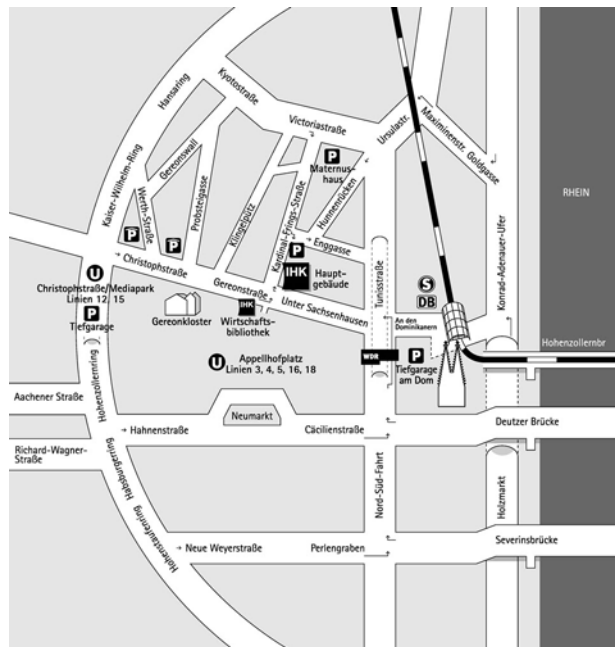 Kyotostraße
Hansaring
Victoriastraße
Ursulastr.
Maximinenstr.
Goldgasse
P
Maternus-
haus
Kaiser-Wilhelm-Ring
Werth-Straße
Gereonswall
Probsteigasse
Klingelpütz
Kardinal-Frings-Straße
Hunnenrücken
RHEIN
Konrad-Adenauer-Ufer
P
P
P
Enggasse
Christophstraße
IHK
Haupt-
gebäude
Tunisstraße
S
DB
U
Christophstraße/Mediapark
Linien 12, 15
P
Tiefgarage
Gereonkloster
Gereonstraße
IHK
Wirtschafts-
bibliothek
Unter Sachsenhausen
An den
Dominikanern
Hohenzollernbr
WDR
P
Tiefgarage
am Dom
U
Appellhofplatz
Linien 3, 4, 5, 16, 18
Hohenzollernring
Aachener Straße
Neumarkt
Hahnenstraße
Cäcilienstraße
Deutzer Brücke
Richard-Wagner-
Straße
Habsburgerring
Nord-Süd-Fahrt
Holzmarkt
Hohenstaufenring
Neue Weyerstraße
Perlengraben
Severinsbrücke